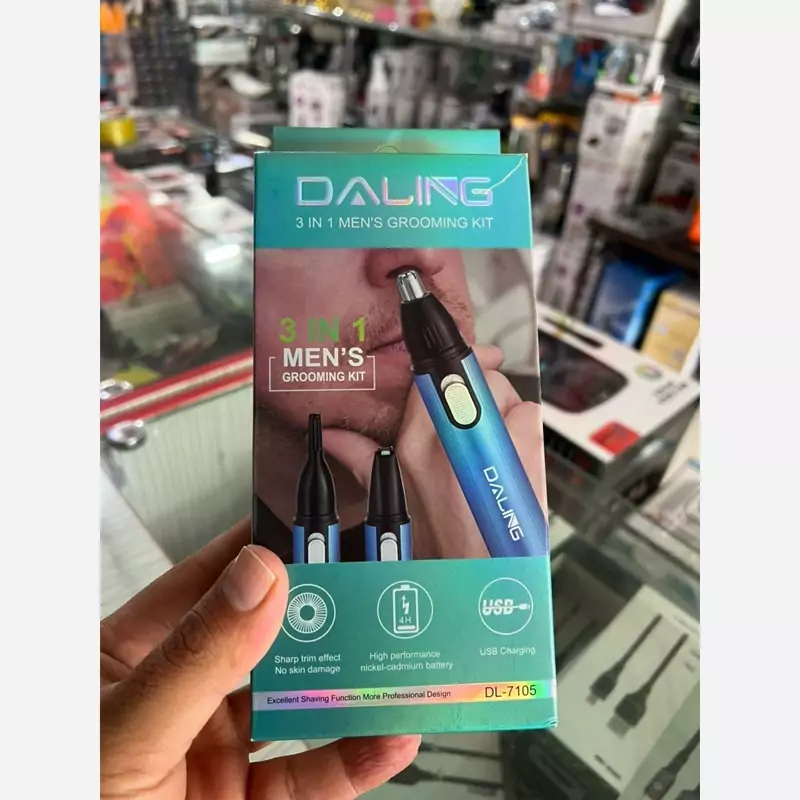 DALING
3 IN 1 MEN'S GROOMING KIT
3 IN 1
MEN'S
GROOMING KIT
DALING
4H
USB
Sharp trim effect
No skin damage
High performance
nickel-cadmium battery
USB Charging
Excellent Shaving Function More Professional Design
DL-7105